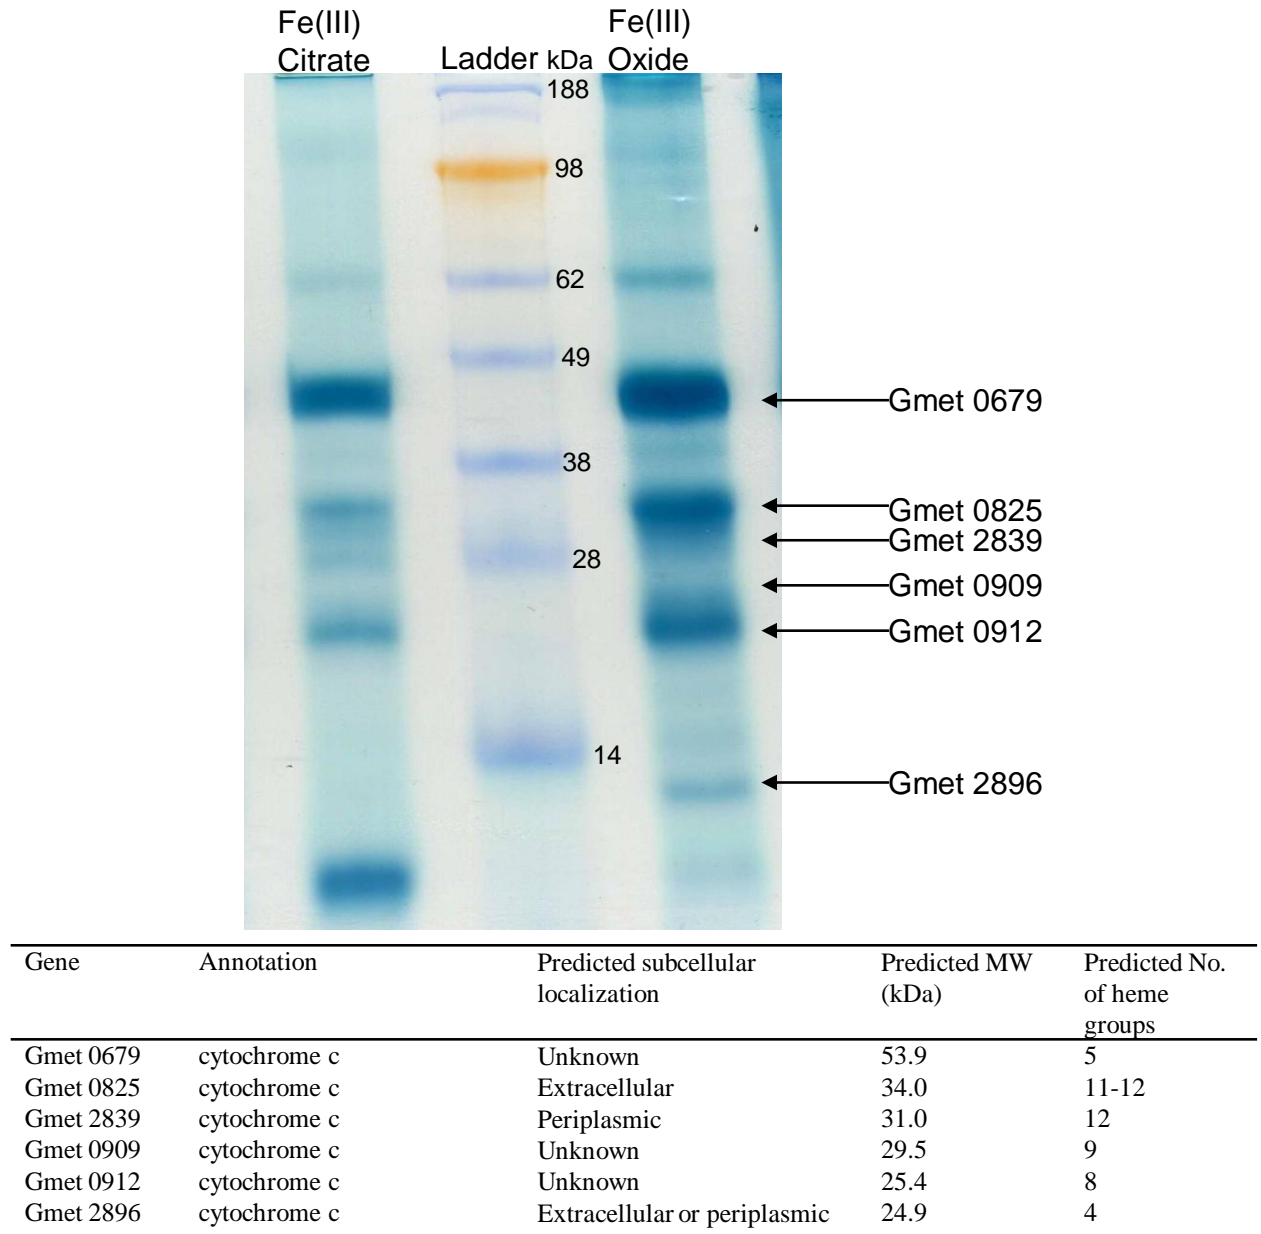 Fe(III)
Citrate
Ladder kDa
Fe(III)
Oxide
188
98
62
49
38
28
14
Gmet 0679
Gmet 0825
Gmet 2839
Gmet 0909
Gmet 0912
Gmet 2896
Gene Annotation Predicted subcellular localization Predicted MW (kDa) Predicted No. of heme groups
Gmet 0679 cytochrome c Unknown 53.9 5
Gmet 0825 cytochrome c Extracellular 34.0 11-12
Gmet 2839 cytochrome c Periplasmic 31.0 12
Gmet 0909 cytochrome c Unknown 29.5 9
Gmet 0912 cytochrome c Unknown 25.4 8
Gmet 2896 cytochrome c Extracellular or periplasmic 24.9 4